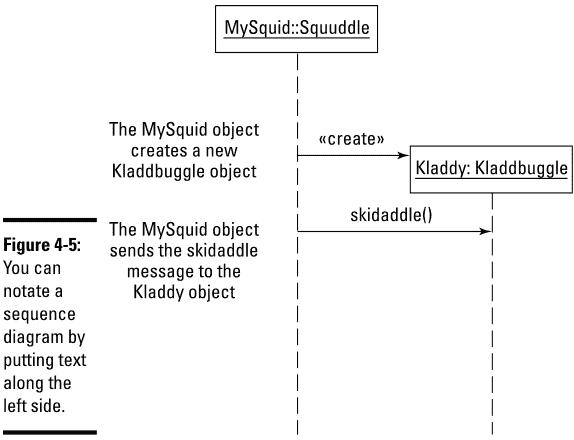 MySquid::Squuddle
The MySquid object
creates a new
Kladdbuggle object
«create»
Kladdy: Kladdbuggle
The MySquid object
sends the skidaddle
message to the
Kladdy object
skidaddle()
Figure 4-5:
You can
notate a
sequence
diagram by
putting text
along the
left side.